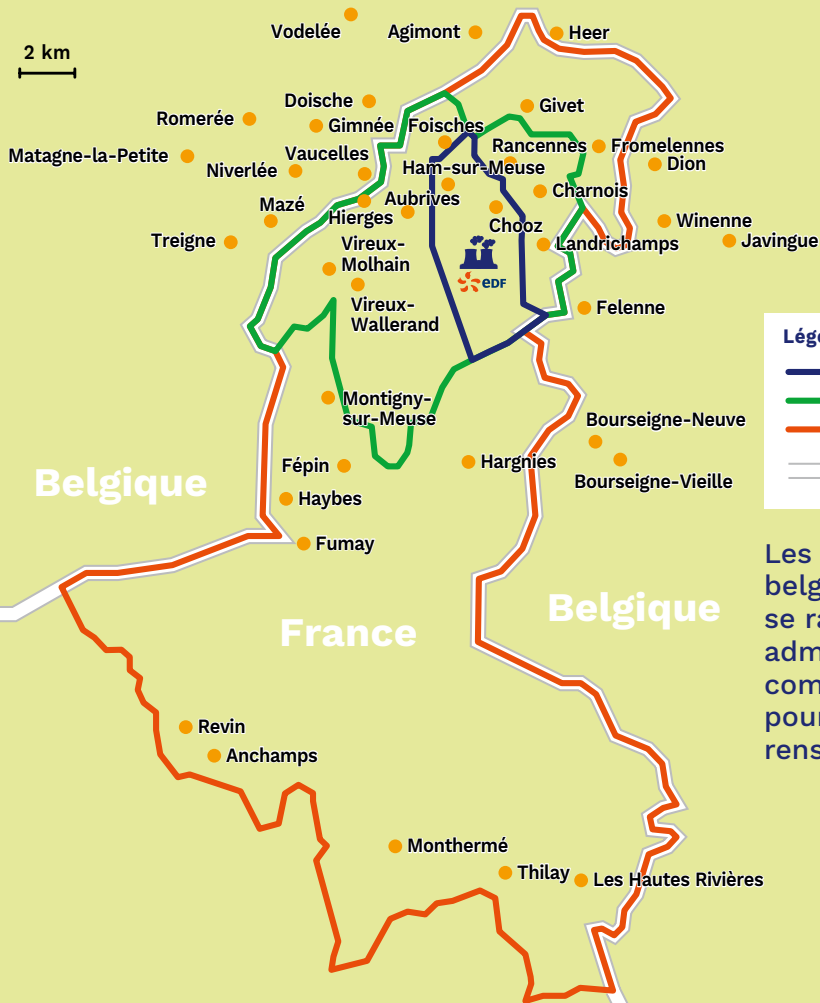 Vodelée
Agimont
Heer
2 km
Doische
Givet
Romerée
Gimnée
Foisches
Matagne-la-Petite
Vaucelles
Rancennes
Fromelennes
Niverlée
Ham-sur-Meuse
Dion
Mazé
Hierges
Aubrives
Charnois
Treigne
Chooz
Winenne
Vireux-
Molhain
Landrichamps
Javingue
eDF
Vireux-
Wallerand
Felenne
Montigny-
sur-Meuse
Bourseigne-Neuve
Fépin
Hargnies
Bourseigne-Vieille
Belgique
Haybes
Fumay
France
Belgique
Revin
Anchamps
Monthermé
Thilay
Les Hautes Rivières
Lég
Les
belg
se ra
adm
com
pour
rens